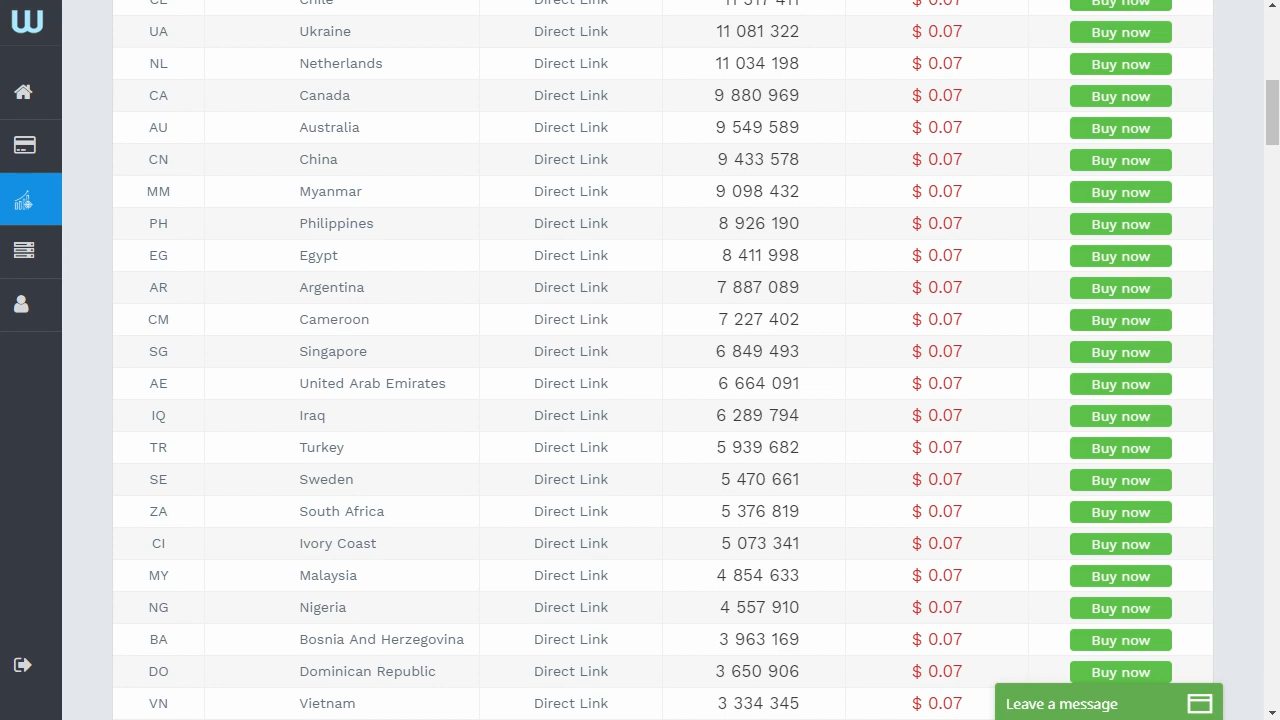 W
CL Chile Direct Link 11 317 411 $ 0.07 Buy now
UA Ukraine Direct Link 11 081 322 $ 0.07 Buy now
NL Netherlands Direct Link 11 034 198 $ 0.07 Buy now
CA Canada Direct Link 9 880 969 $ 0.07 Buy now
AU Australia Direct Link 9 549 589 $ 0.07 Buy now
CN China Direct Link 9 433 578 $ 0.07 Buy now
MM Myanmar Direct Link 9 098 432 $ 0.07 Buy now
PH Philippines Direct Link 8 926 190 $ 0.07 Buy now
EG Egypt Direct Link 8 411 998 $ 0.07 Buy now
AR Argentina Direct Link 7 887 089 $ 0.07 Buy now
CM Cameroon Direct Link 7 227 402 $ 0.07 Buy now
SG Singapore Direct Link 6 849 493 $ 0.07 Buy now
AE United Arab Emirates Direct Link 6 664 091 $ 0.07 Buy now
IQ Iraq Direct Link 6 289 794 $ 0.07 Buy now
TR Turkey Direct Link 5 939 682 $ 0.07 Buy now
SE Sweden Direct Link 5 470 661 $ 0.07 Buy now
ZA South Africa Direct Link 5 376 819 $ 0.07 Buy now
CI Ivory Coast Direct Link 5 073 341 $ 0.07 Buy now
MY Malaysia Direct Link 4 854 633 $ 0.07 Buy now
NG Nigeria Direct Link 4 557 910 $ 0.07 Buy now
BA Bosnia And Herzegovina Direct Link 3 963 169 $ 0.07 Buy now
DO Dominican Republic Direct Link 3 650 906 $ 0.07 Buy now
VN Vietnam Direct Link 3 334 345 $ 0.07
Leave a message